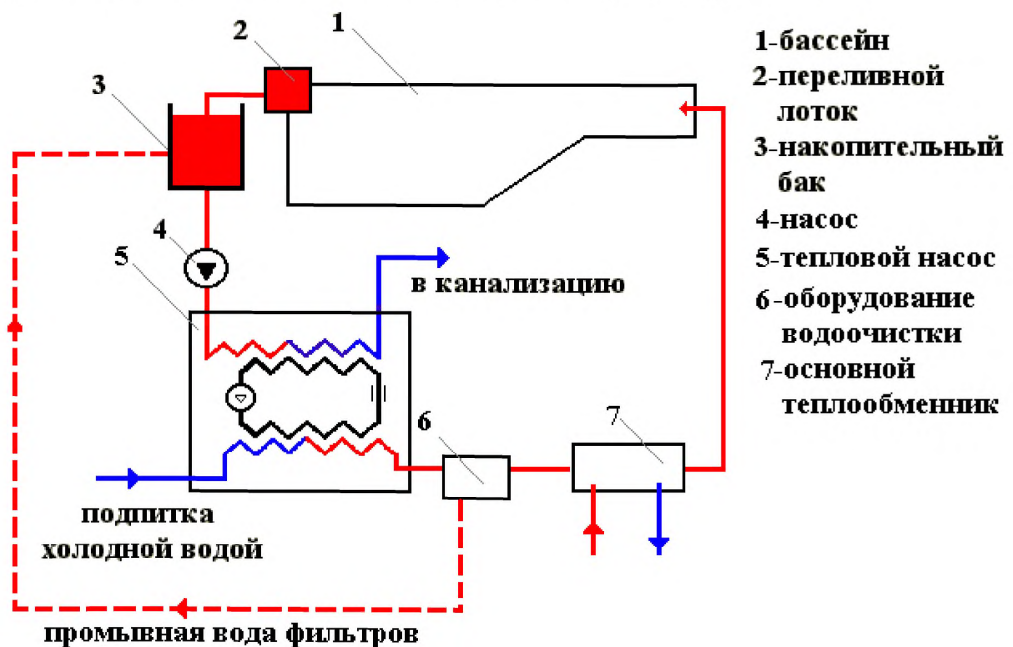 1
2
3
4
5
в канализацию
6
7
подпитка
холодной водой
промывная вода фильтров
1-бассейн
2-переливной
лоток
3-накопительный
бак
4-насос
5-тепловой насос
6-оборудование
водоочистки
7-основной
теплообменник